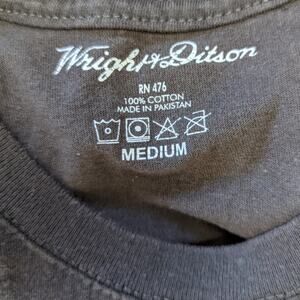 Wright & Ditson
RN 476
100% COTTON
MADE IN PAKISTAN
MEDIUM